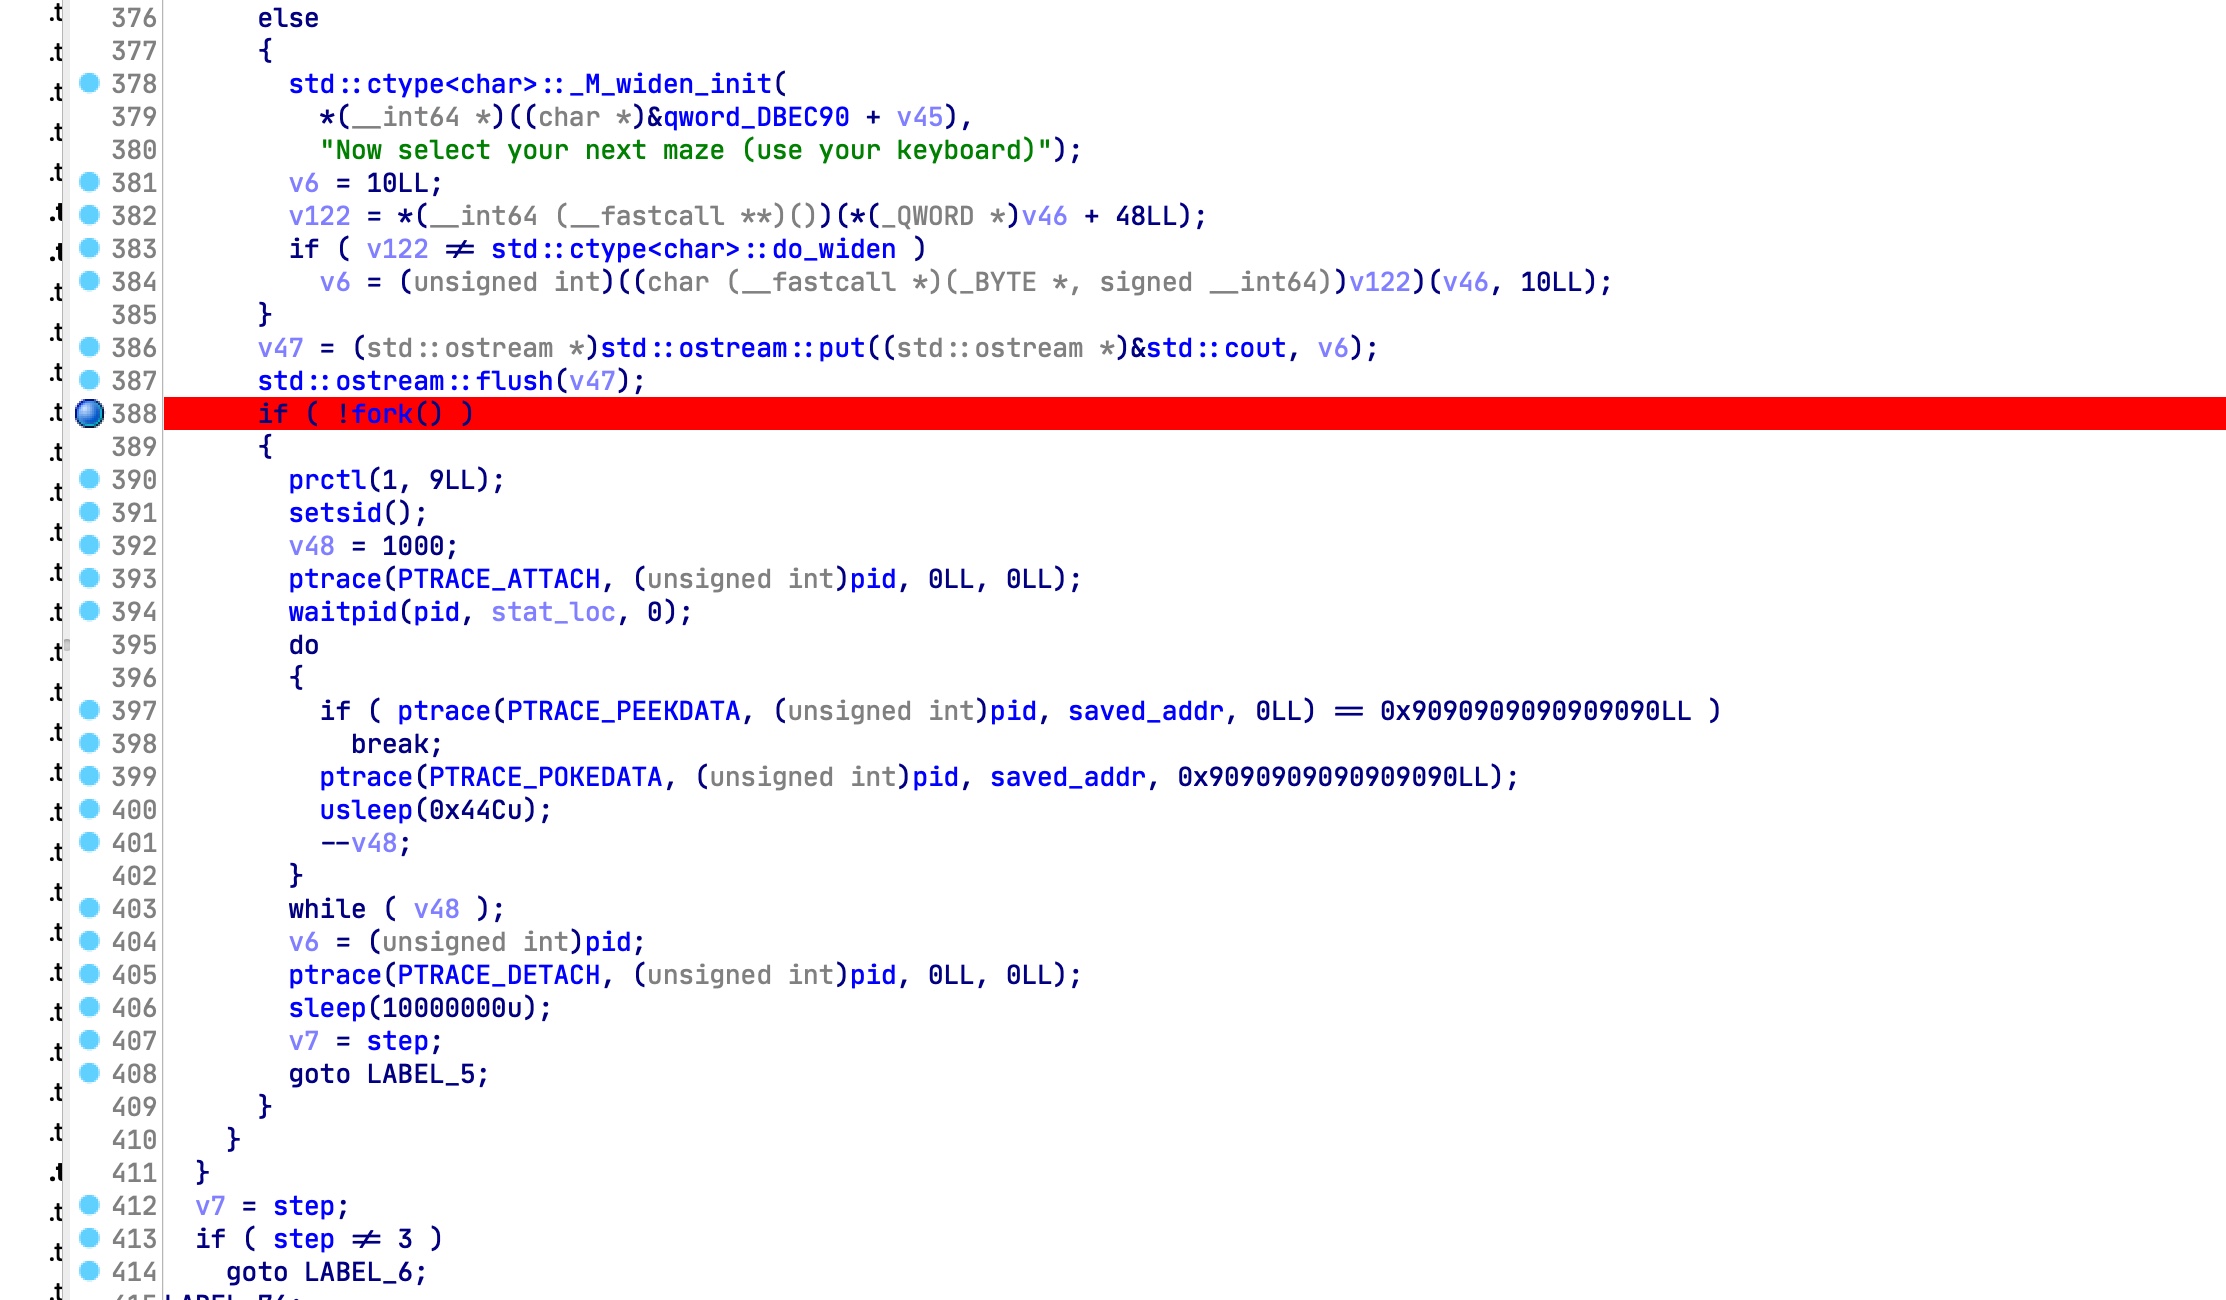 376 else
377 {
378 std::ctype<char>::_M_widen_init(
379 *(__int64 *)((char *)&qword_DBEC90 + v45),
380 "Now select your next maze (use your keyboard)");
381 v6 = 10LL;
382 v122 = *(__int64 (__fastcall **)())(*(_QWORD *)v46 + 48LL);
383 if ( v122 != std::ctype<char>::do_widen )
384 v6 = (unsigned int)((char (__fastcall *)(_BYTE *, signed __int64))v122)(v46, 10LL);
385 }
386 v47 = (std::ostream *)std::ostream::put((std::ostream *)&std::cout, v6);
387 std::ostream::flush(v47);
388 if ( !fork() )
389 {
390 prctl(1, 9LL);
391 setsid();
392 v48 = 1000;
393 ptrace(PTRACE_ATTACH, (unsigned int)pid, 0LL, 0LL);
394 waitpid(pid, stat_loc, 0);
395 do
396 {
397 if ( ptrace(PTRACE_PEEKDATA, (unsigned int)pid, saved_addr, 0LL) == 0x9090909090909090LL )
398 break;
399 ptrace(PTRACE_POKEDATA, (unsigned int)pid, saved_addr, 0x9090909090909090LL);
400 usleep(0x44Cu);
401 --v48;
402 }
403 while ( v48 );
404 v6 = (unsigned int)pid;
405 ptrace(PTRACE_DETACH, (unsigned int)pid, 0LL, 0LL);
406 sleep(10000000u);
407 v7 = step;
408 goto LABEL_5;
409 }
410 }
411 }
412 v7 = step;
413 if ( step != 3 )
414 goto LABEL_6;